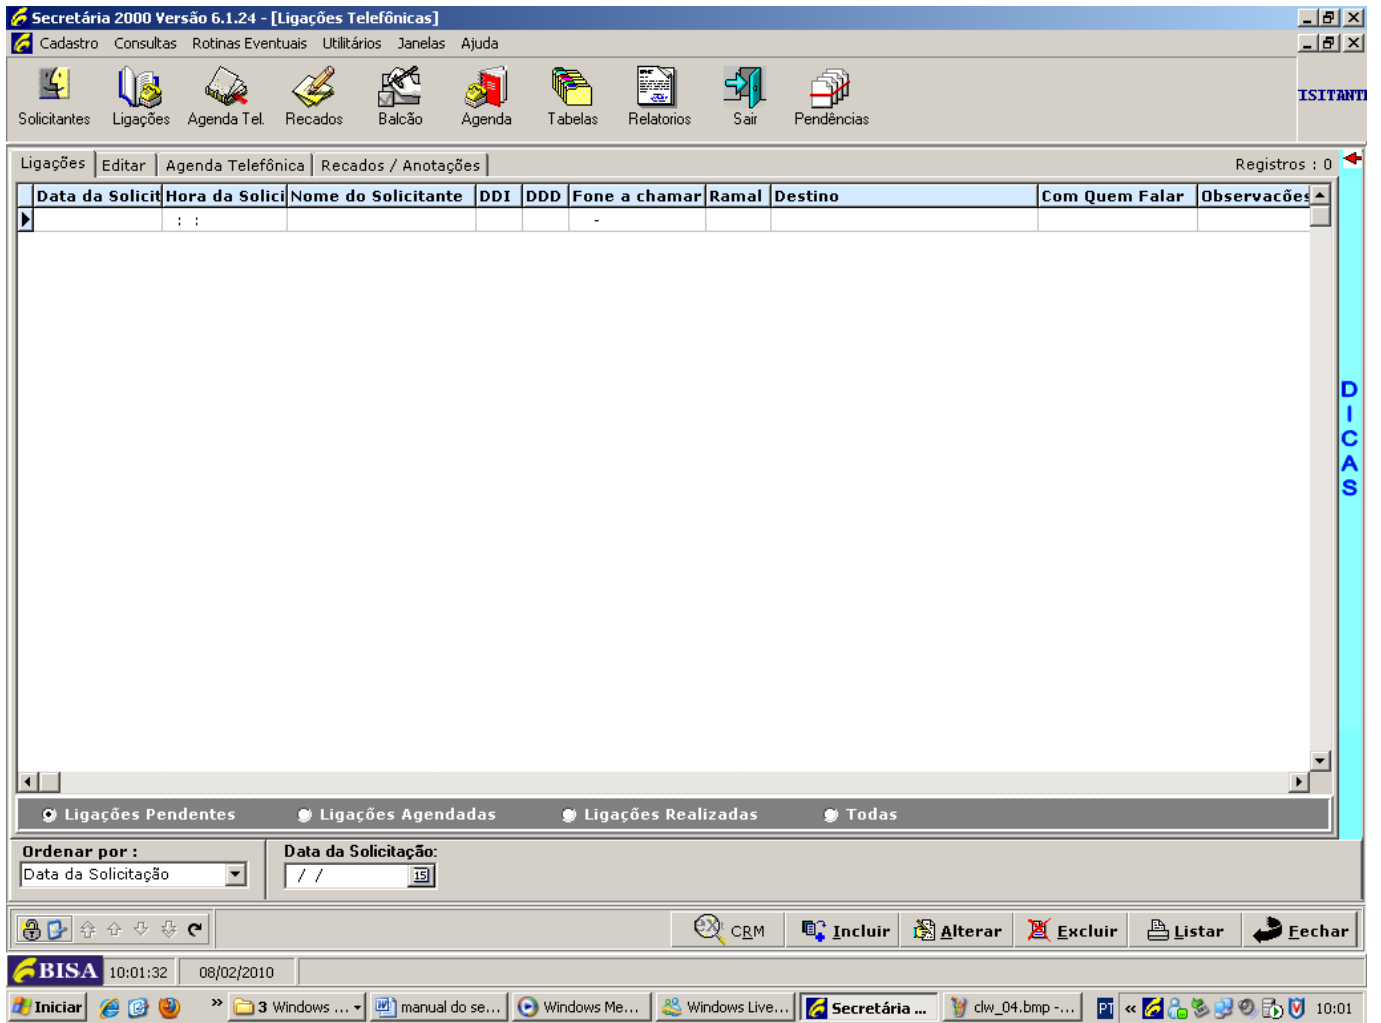 Secretária 2000 Versão 6.1.24 - [Ligações Telefônicas]
Cadastro Consultas Rotinas Eventuais Utilitários Janelas Ajuda
Solicitantes Ligações Agenda Tel. Recados Balcão Agenda Tabelas Relatorios Sair Pendências
ISITANT
Ligações Editar Agenda Telefônica Recados / Anotações Registros : 0
Data da Solicit Hora da Solici Nome do Solicitante DDI DDD Fone a chamar Ramal Destino Com Quem Falar Observacões
: : -
DICAS
Ligações Pendentes Ligações Agendadas Ligações Realizadas Todas
Ordenar por : Data da Solicitação:
Data da Solicitação / / 15
CRM Incluir Alterar Excluir Listar Fechar
BISA 10:01:32 08/02/2010
Iniciar » 3 Windows ... manual do se... Windows Me... Windows Live... Secretária ... clw_04.bmp -... PT « 10:01